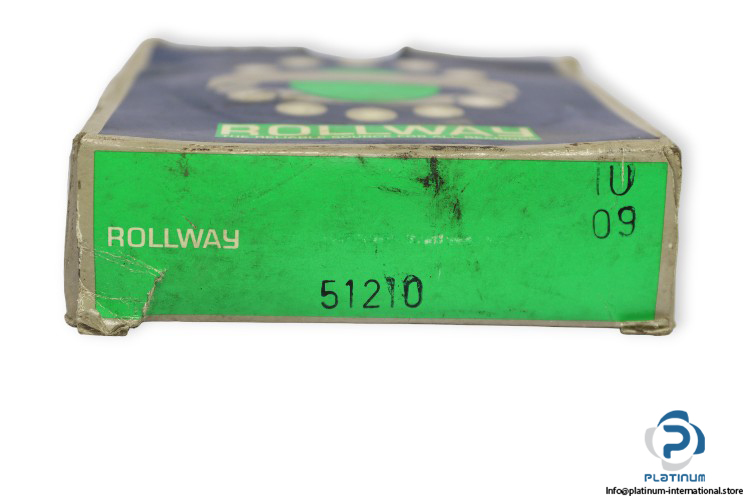 ROLLWAY
ROLLWAY
10
09
51210
PLATINUM
Info@platinum-international.store